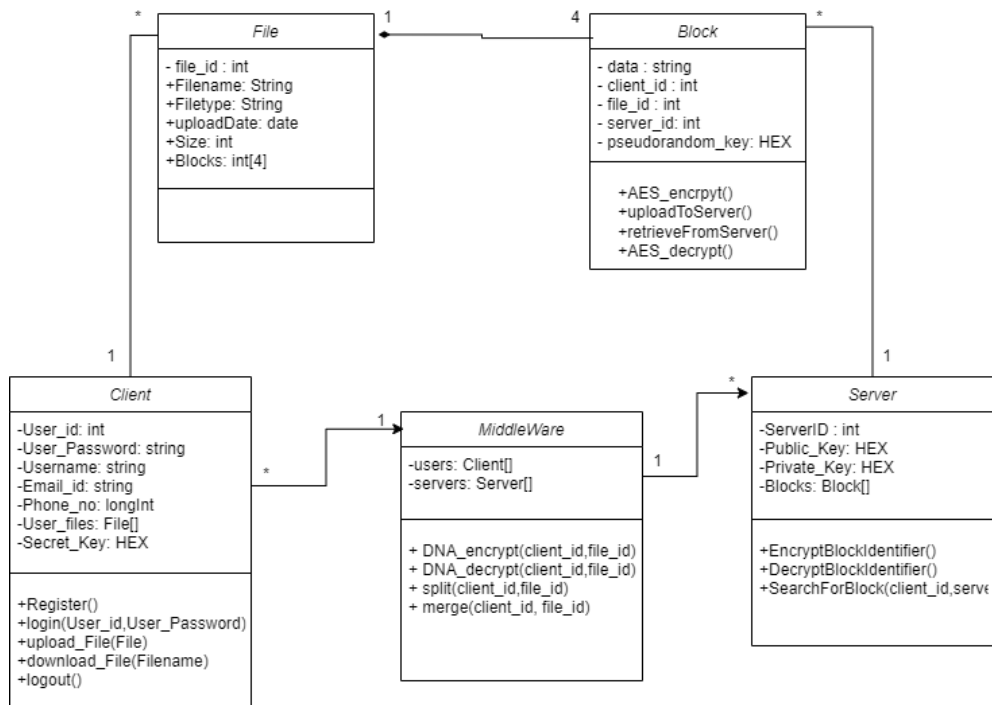 *
1
4
*
File
- file_id : int
+Filename: String
+Filetype: String
+uploadDate: date
+Size: int
+Blocks: int[4]
Block
- data : string
- client_id : int
- file_id : int
- server_id: int
- pseudorandom_key: HEX
+AES_encrpyt()
+uploadToServer()
+retrieveFromServer()
+AES_decrypt()
1
1
Client
-User_id: int
-User_Password: string
-Username: string
-Email_id: string
-Phone_no: longInt
-User_files: File[]
-Secret_Key: HEX
+Register()
+login(User_id,User_Password)
+upload_File(File)
+download_File(Filename)
+logout()
*
1
MiddleWare
-users: Client[]
-servers: Server[]
+ DNA_encrypt(client_id,file_id)
+ DNA_decrypt(client_id,file_id)
+ split(client_id,file_id)
+ merge(client_id, file_id)
1
*
Server
-ServerID : int
-Public_Key: HEX
-Private_Key: HEX
-Blocks: Block[]
+EncryptBlockIdentifier()
+DecryptBlockIdentifier()
+SearchForBlock(client_id,serve